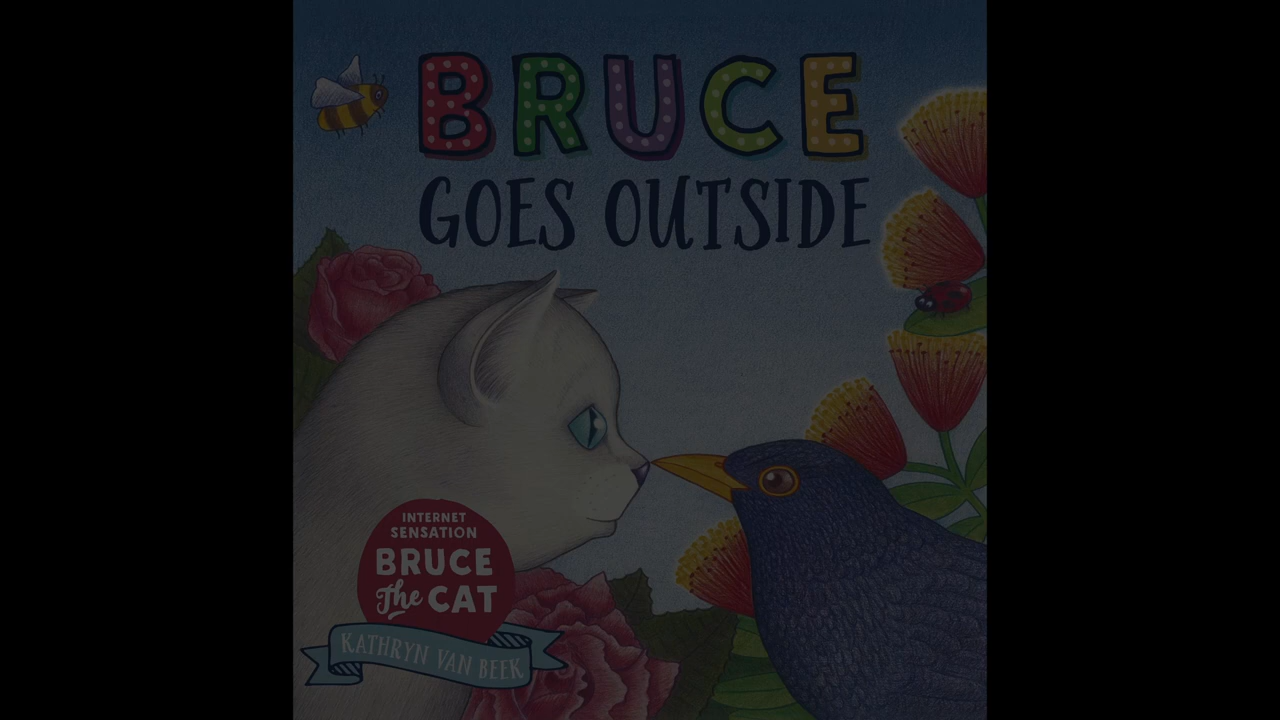 BRUCE
GOES OUTSIDE
INTERNET
SENSATION
BRUCE
The CAT
KATHRYN VAN BEEK